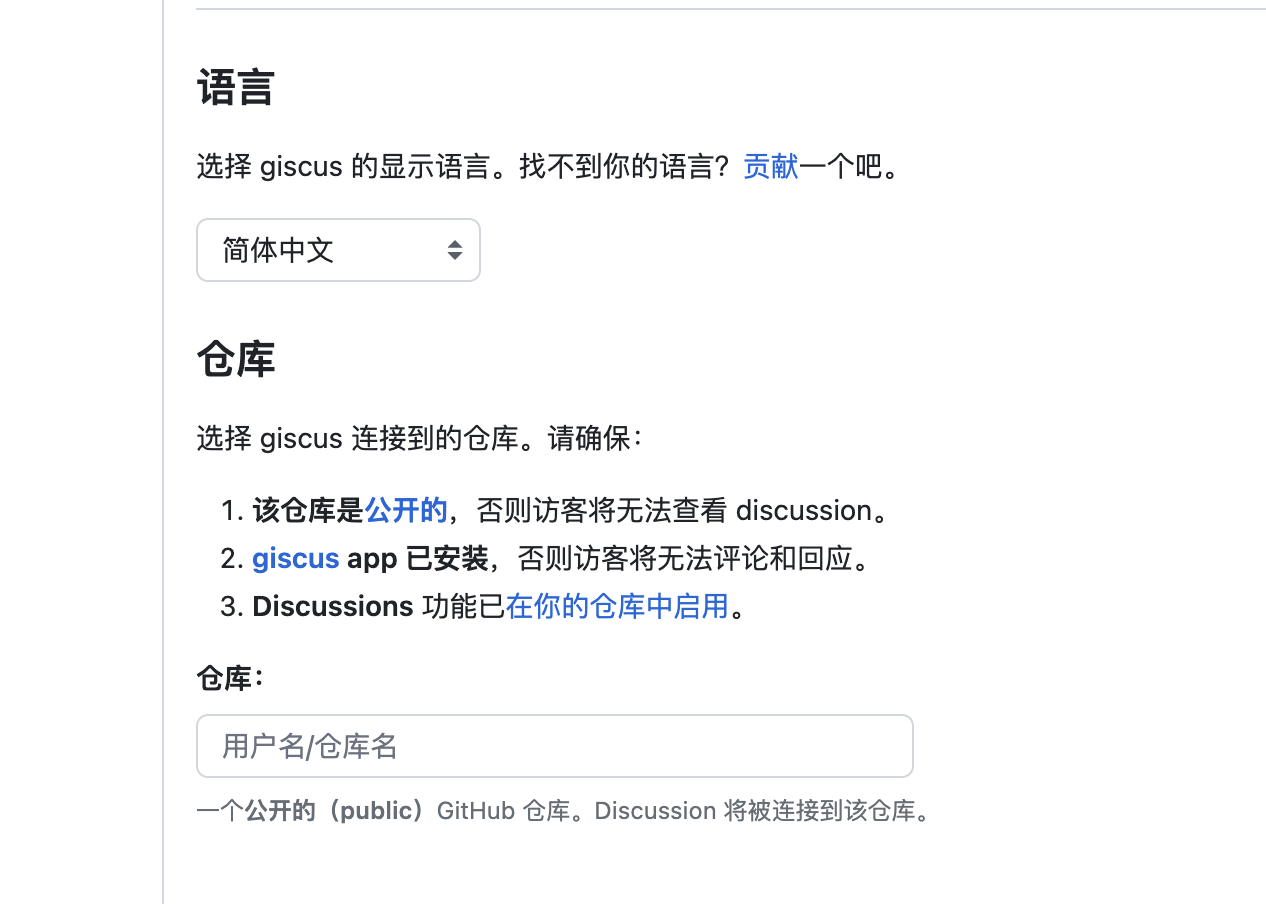 语言
选择 giscus 的显示语言。找不到你的语言？贡献一个吧。
简体中文
仓库
选择 giscus 连接到的仓库。请确保：
1. 该仓库是公开的，否则访客将无法查看 discussion。
2. giscus app 已安装，否则访客将无法评论和回应。
3. Discussions 功能已在你的仓库中启用。
仓库：
用户名/仓库名
一个公开的（public）GitHub 仓库。Discussion 将被连接到该仓库。